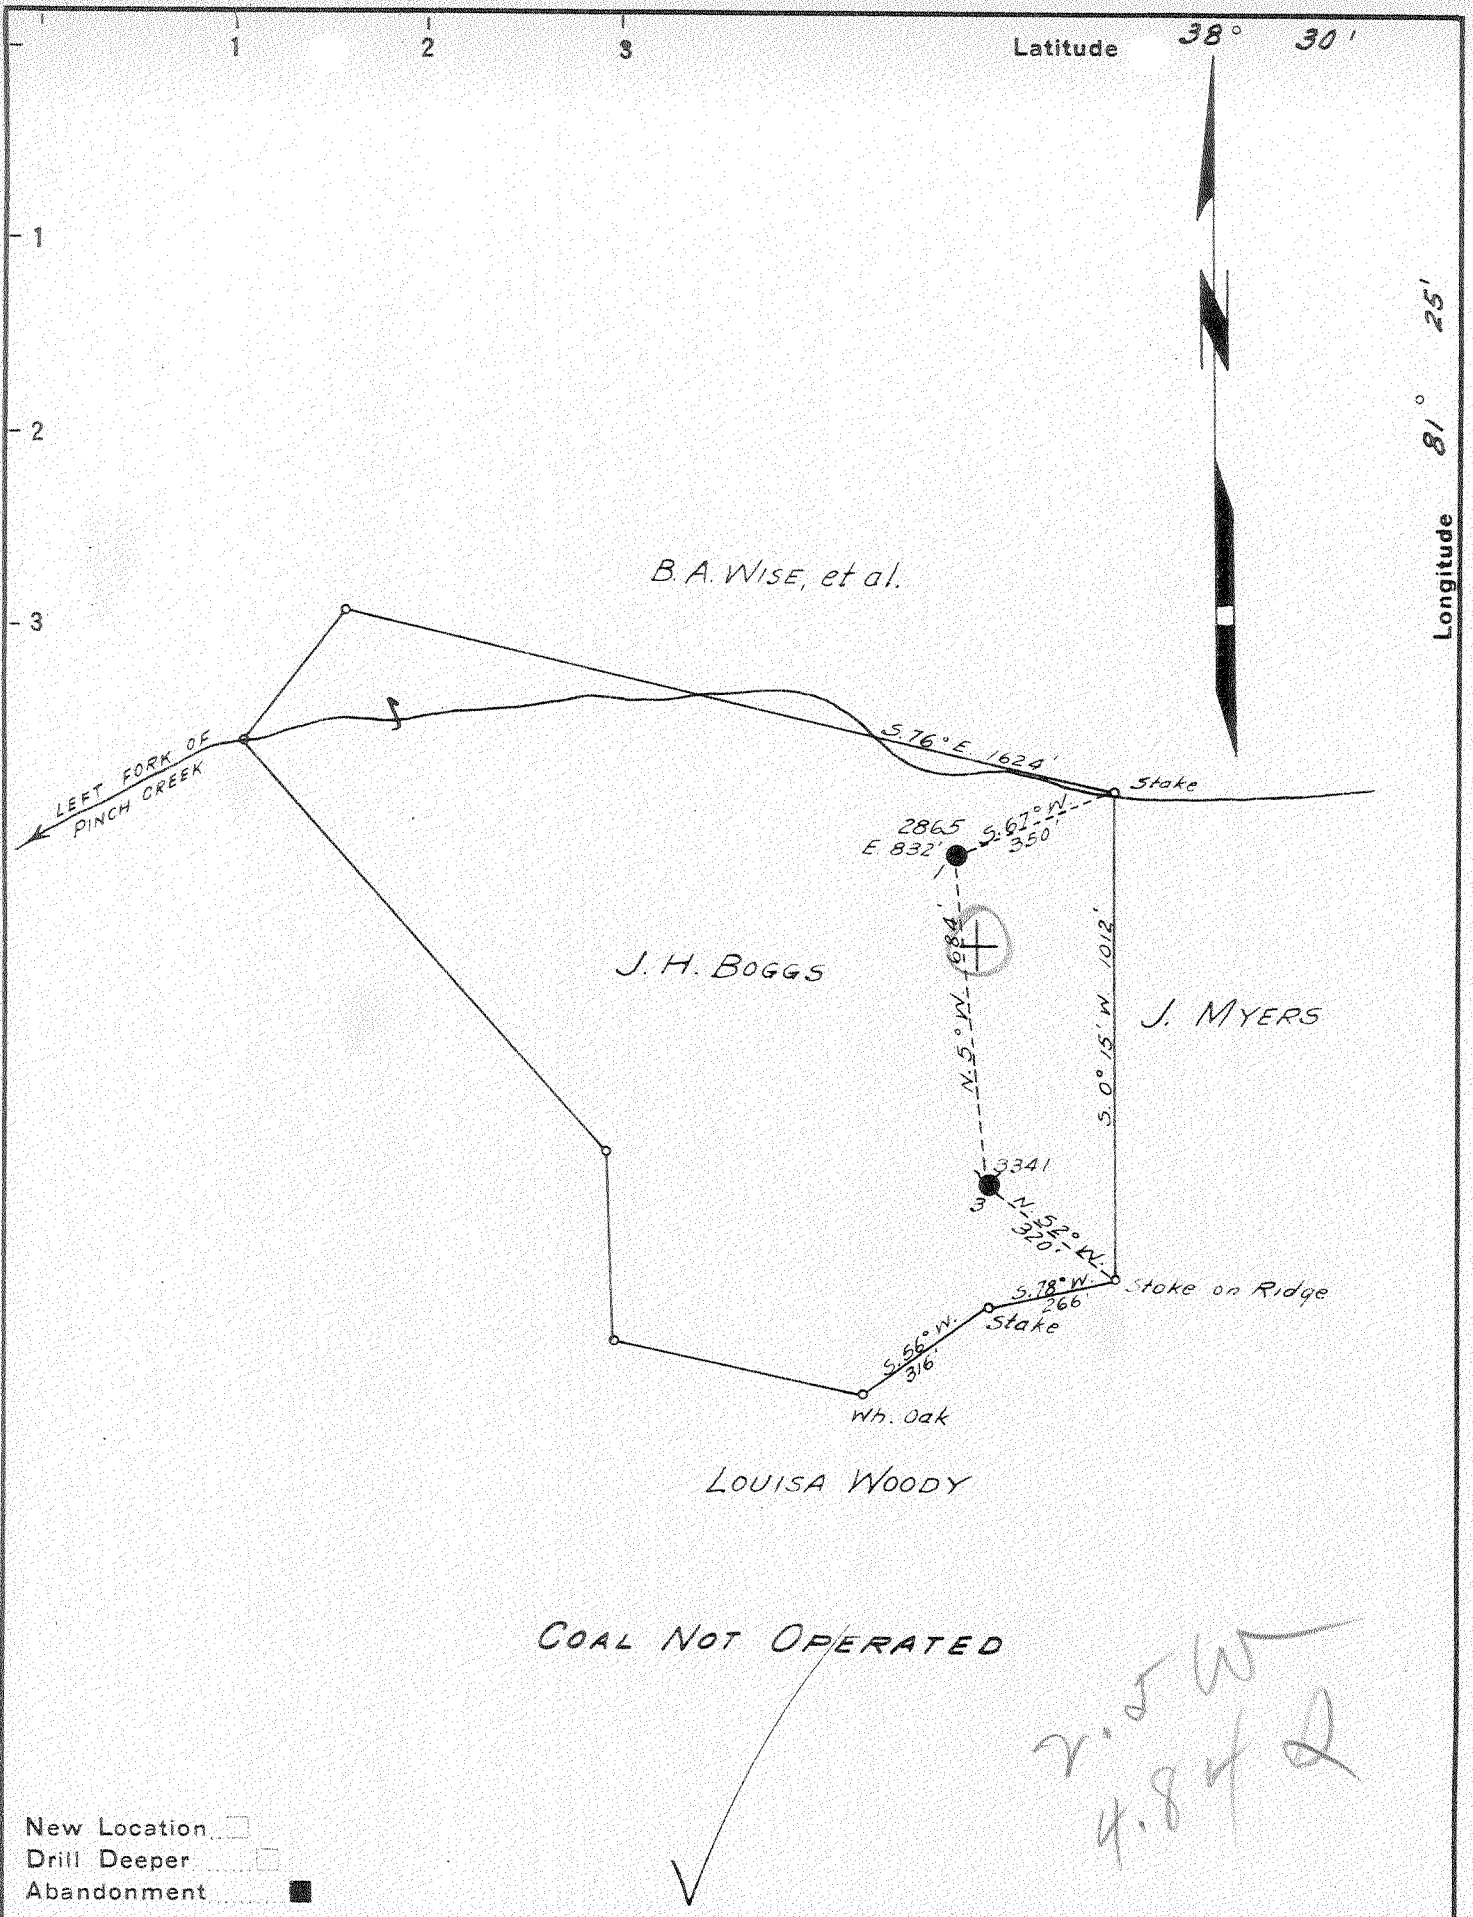 1 2 3 Latitude 38° 30'
1
2
3
Longitude 81° 25'
B. A. WISE, et al.
LEFT FORK OF
PINCH CREEK
S. 76° E. 1624'
Stake
S. 67° W.
350'
2865
E. 832'
1
N. 5° W. 684'
J. H. BOGGS
S. 0° 15' W. 1012'
J. MYERS
3341
3
N. 52° W.
320'
S. 78° W.
266'
Stake on Ridge
Stake
S. 56° W.
316'
Wh. Oak
LOUISA WOODY
COAL NOT OPERATED
New Location
Drill Deeper
Abandonment